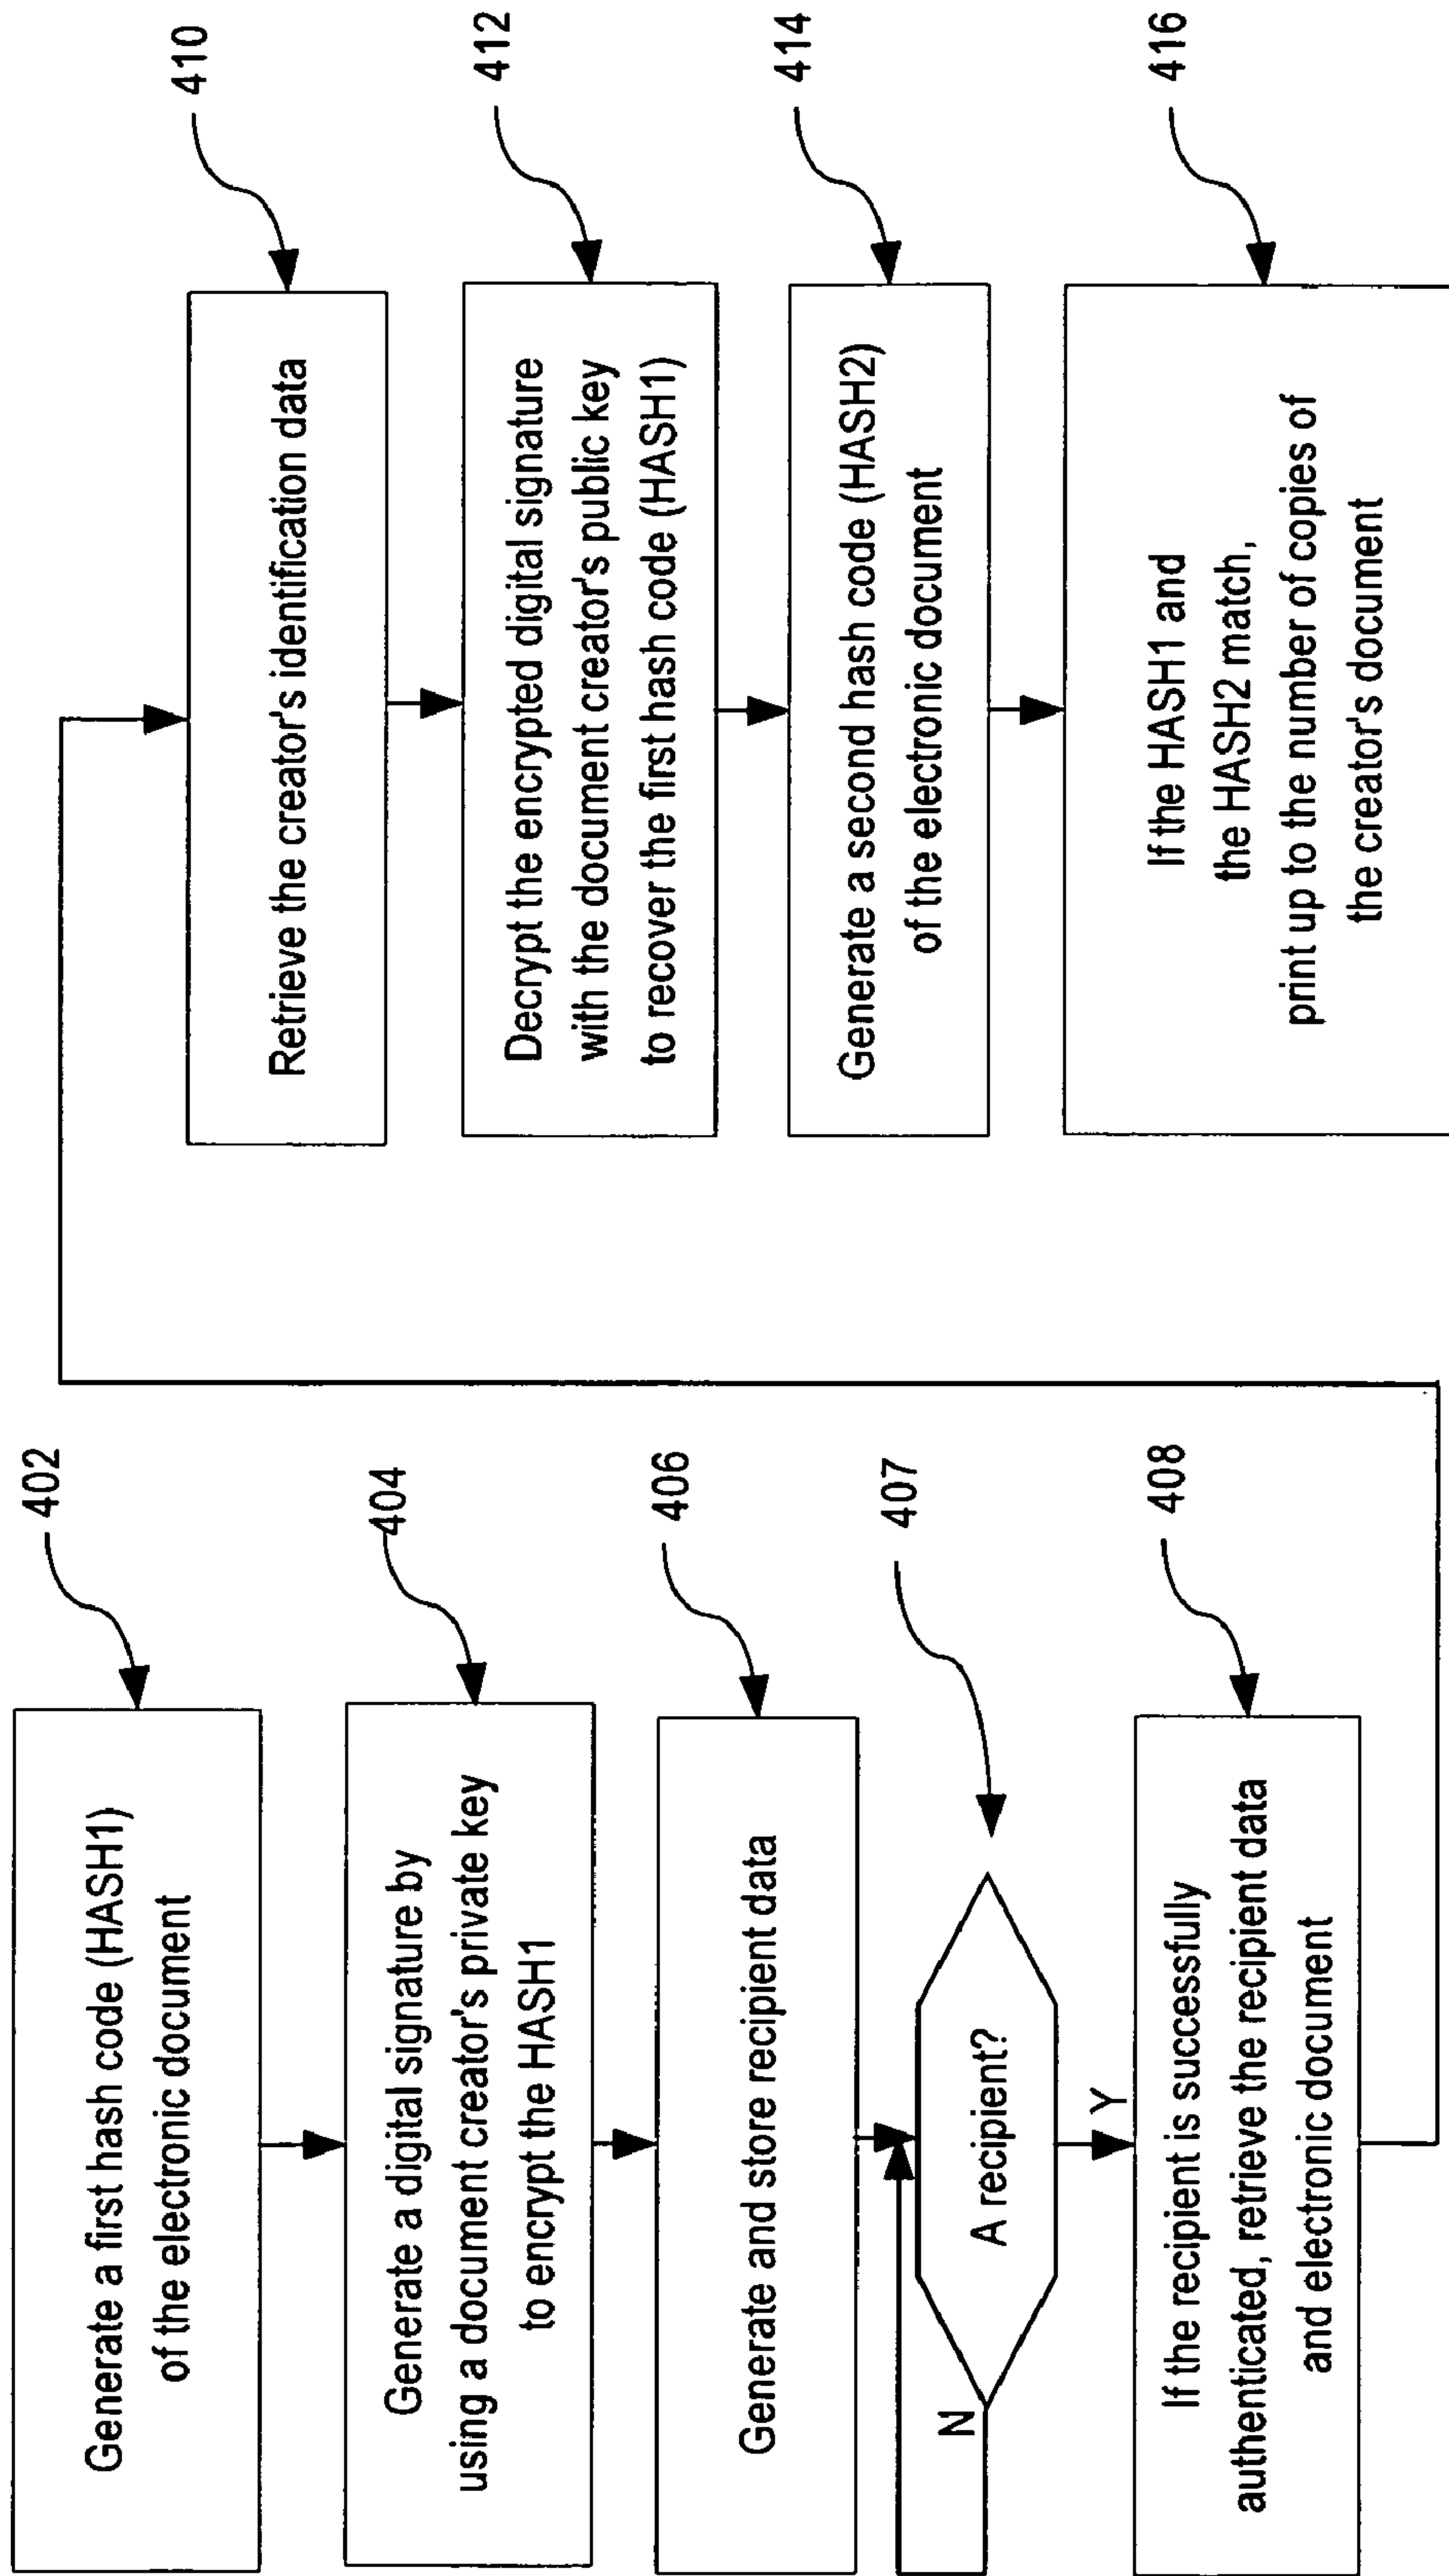 Generate a first hash code (HASH1)
of the electronic document
402
Generate a digital signature by
using a document creator's private key
to encrypt the HASH1
404
Generate and store recipient data
406
A recipient?
407
N
Y
If the recipient is successfully
authenticated, retrieve the recipient data
and electronic document
408
Retrieve the creator's identification data
410
Decrypt the encrypted digital signature
with the document creator's public key
to recover the first hash code (HASH1)
412
Generate a second hash code (HASH2)
of the electronic document
414
If the HASH1 and
the HASH2 match,
print up to the number of copies of
the creator's document
416